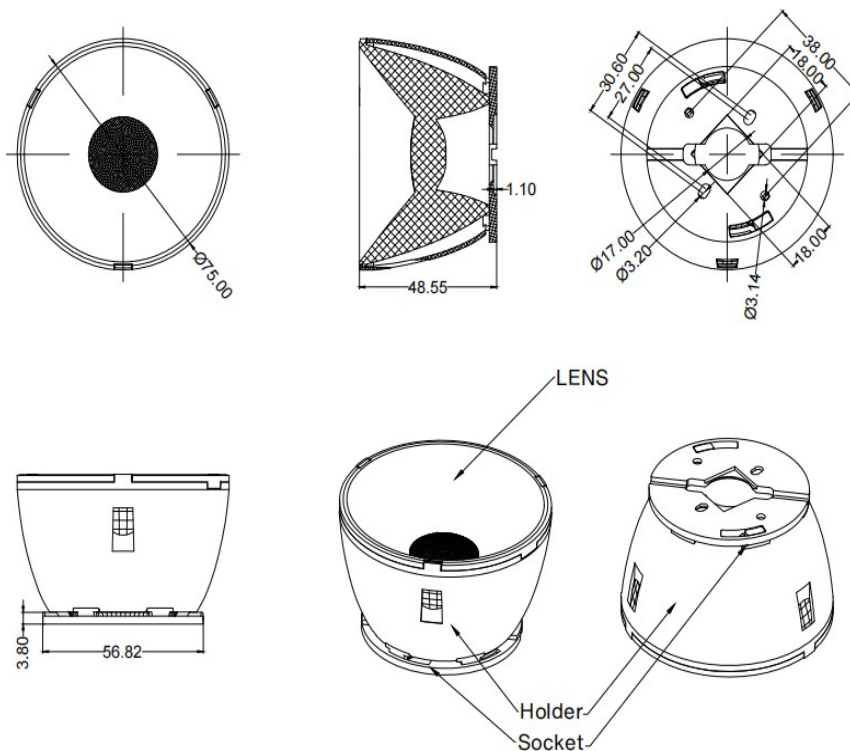 Ø75.00
48.55
1.10
30.60
27.00
38.00
18.00
Ø17.00
Ø3.20
Ø3.14
18.00
3.80
56.82
LENS
Holder
Socket